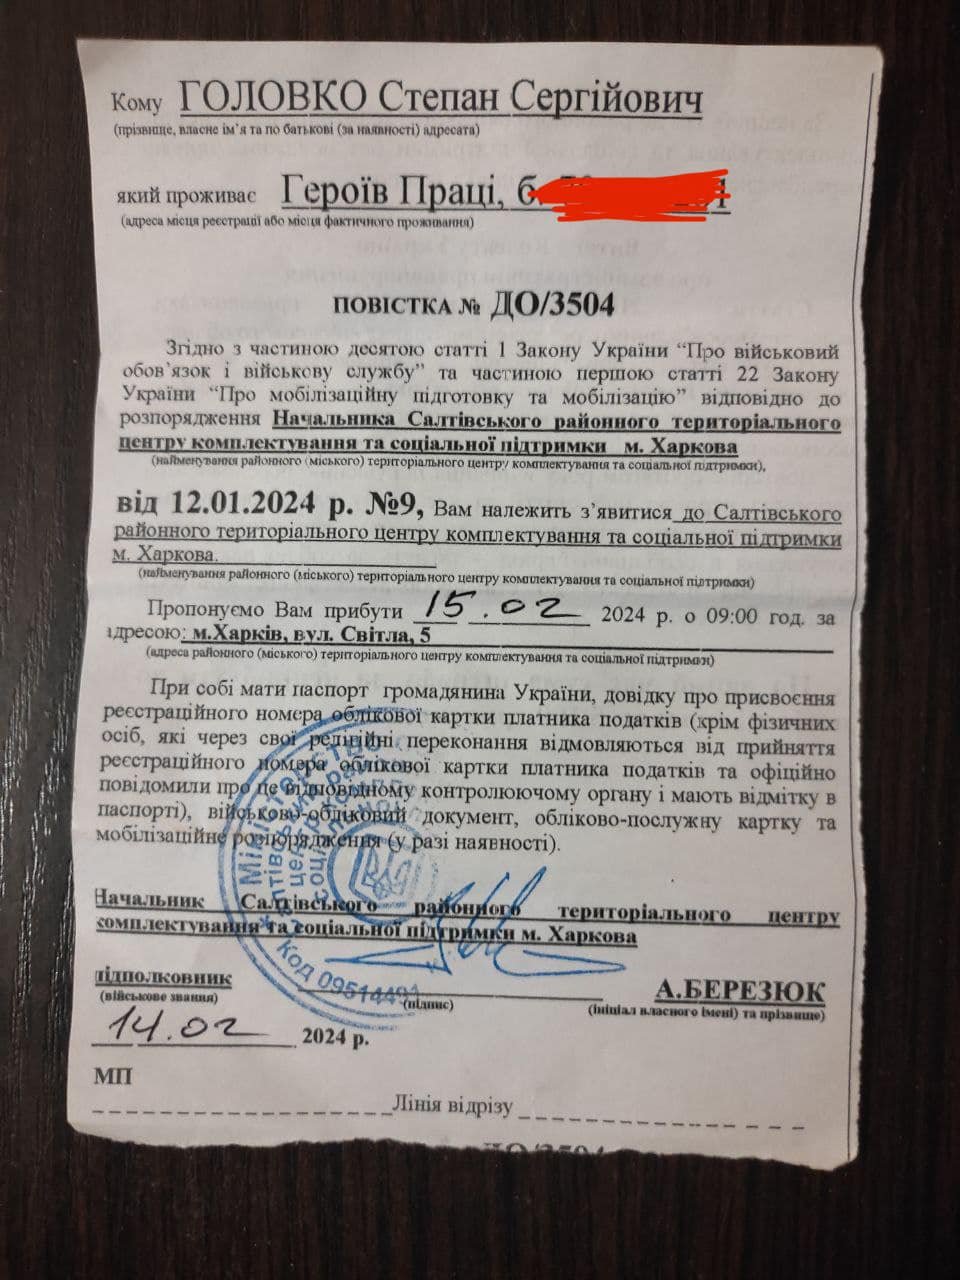 Кому ГОЛОВКО Степан Сергійович
(прізвище, власне ім’я та по батькові (за наявності) адресата)
який проживає Героїв Праці, б.
(адреса місця реєстрації або місця фактичного проживання)
ПОВІСТКА № ДО/3504
Згідно з частиною десятою статті 1 Закону України “Про військовий
обов’язок і військову службу” та частиною першою статті 22 Закону
України “Про мобілізаційну підготовку та мобілізацію” відповідно до
розпорядження Начальника Салтівського районного територіального
центру комплектування та соціальної підтримки м. Харкова
(найменування районного (міського) територіального центру комплектування та соціальної підтримки),
від 12.01.2024 р. №9, Вам належить з’явитися до Салтівського
районного територіального центру комплектування та соціальної підтримки
м. Харкова.
(найменування районного (міського) територіального центру комплектування та соціальної підтримки)
Пропонуємо Вам прибути 15.02 2024 р. о 09:00 год. за
адресою: м.Харків, вул. Світла, 5
(адреса районного (міського) територіального центру комплектування та соціальної підтримки)
При собі мати паспорт громадянина України, довідку про присвоєння
реєстраційного номера облікової картки платника податків (крім фізичних
осіб, які через свої релігійні переконання відмовляються від прийняття
реєстраційного номера облікової картки платника податків та офіційно
повідомили про це відповідному контролюючому органу і мають відмітку в
паспорті), військово-обліковий документ, обліково-послужну картку та
мобілізаційне розпорядження (у разі наявності).
Начальник Салтівського районного територіального центру
комплектування та соціальної підтримки м. Харкова
підполковник
(військове звання)
(підпис)
А.БЕРЕЗЮК
(ініціал власного імені) та прізвище)
14.02 2024 р.
МП
Лінія відрізу
Міністерство
Код 09514491
ДО/3504